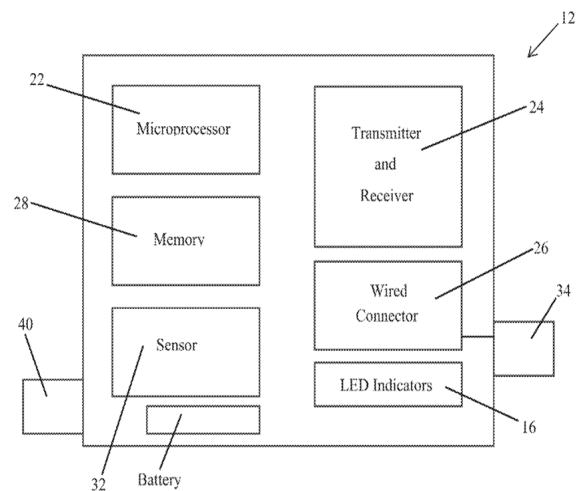 12
22
Microprocessor
24
Transmitter
and
Receiver
28
Memory
26
Wired
Connector
34
40
Sensor
LED Indicators
16
32
Battery